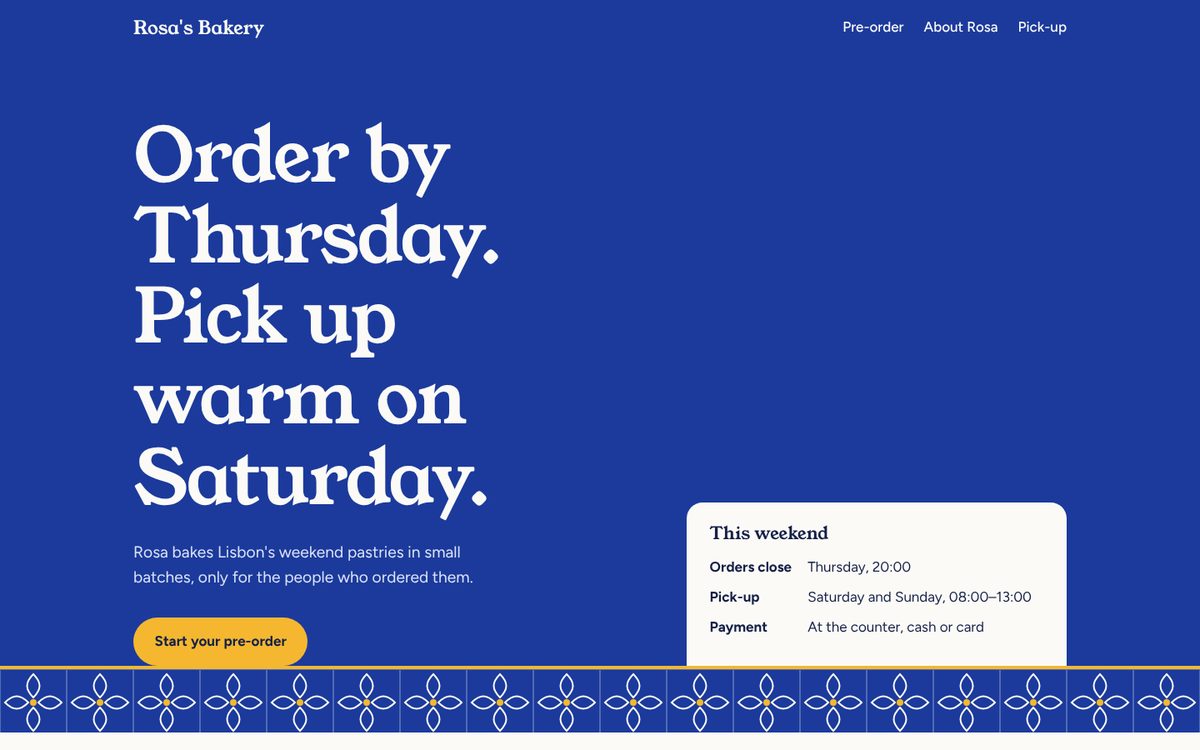 Rosa's Bakery
Pre-order About Rosa Pick-up
Order by
Thursday.
Pick up
warm on
Saturday.
Rosa bakes Lisbon's weekend pastries in small
batches, only for the people who ordered them.
Start your pre-order
This weekend
Orders close Thursday, 20:00
Pick-up Saturday and Sunday, 08:00–13:00
Payment At the counter, cash or card